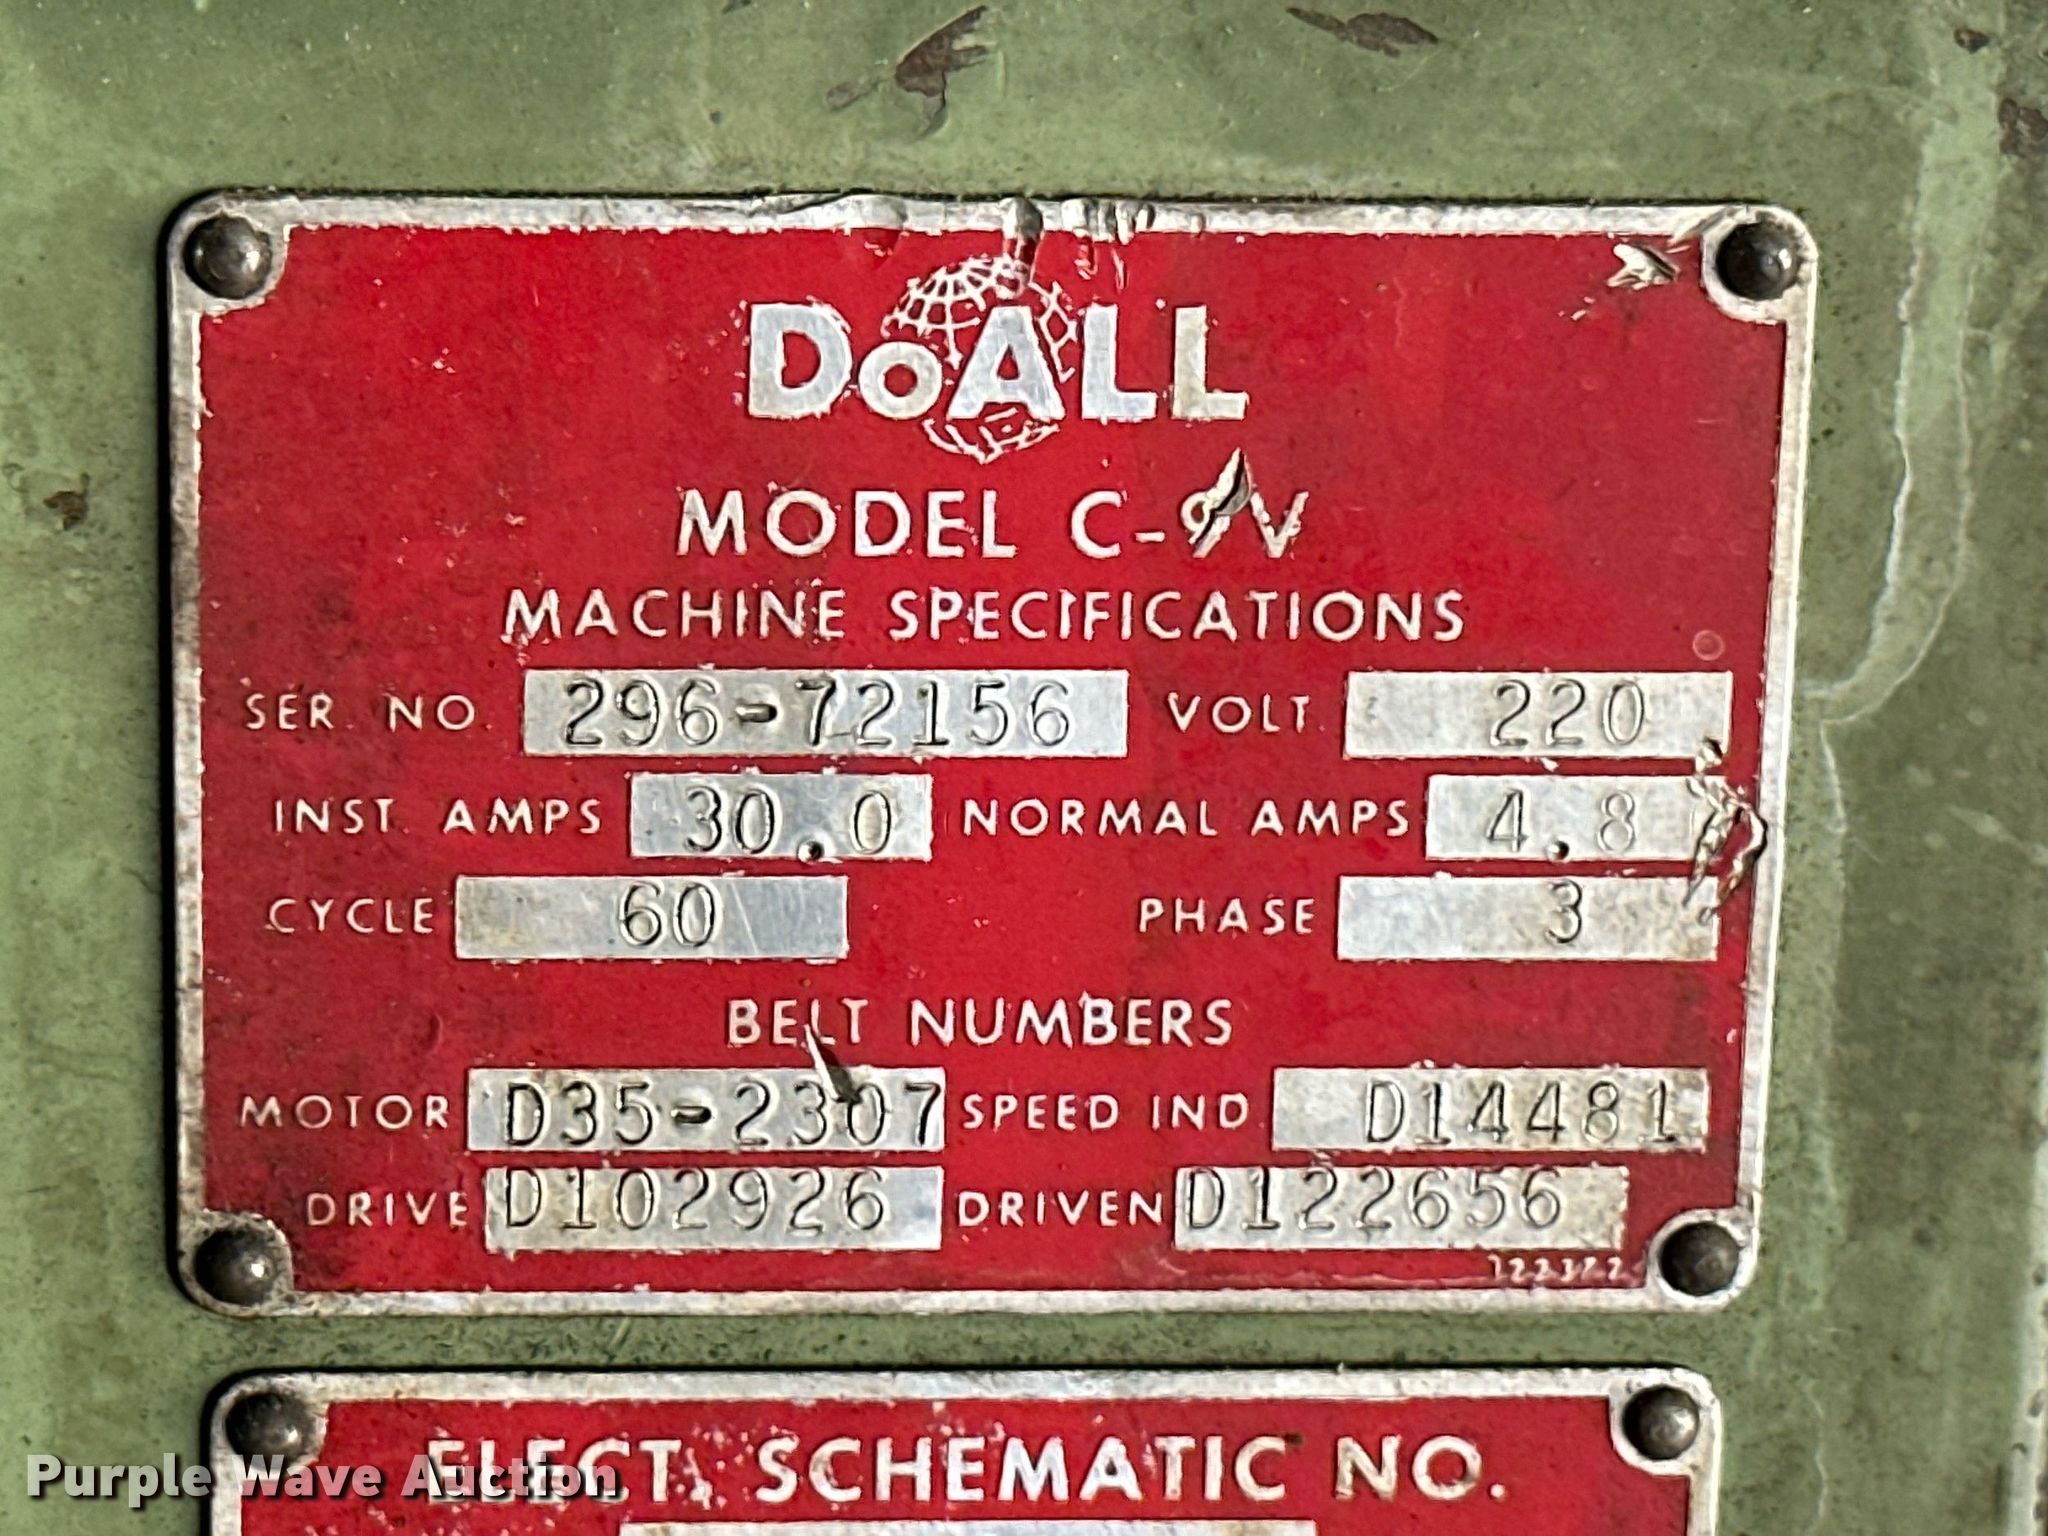 DoALL
MODEL C-9V
MACHINE SPECIFICATIONS
SER. NO. 296-72156 VOLT. 220
INST. AMPS 30.0 NORMAL AMPS 4.8
CYCLE 60 PHASE 3
BELT NUMBERS
MOTOR D35-2307 SPEED IND. D14481
DRIVE D102926 DRIVEN D122656
ELECT. SCHEMATIC NO.
Purple Wave Auction